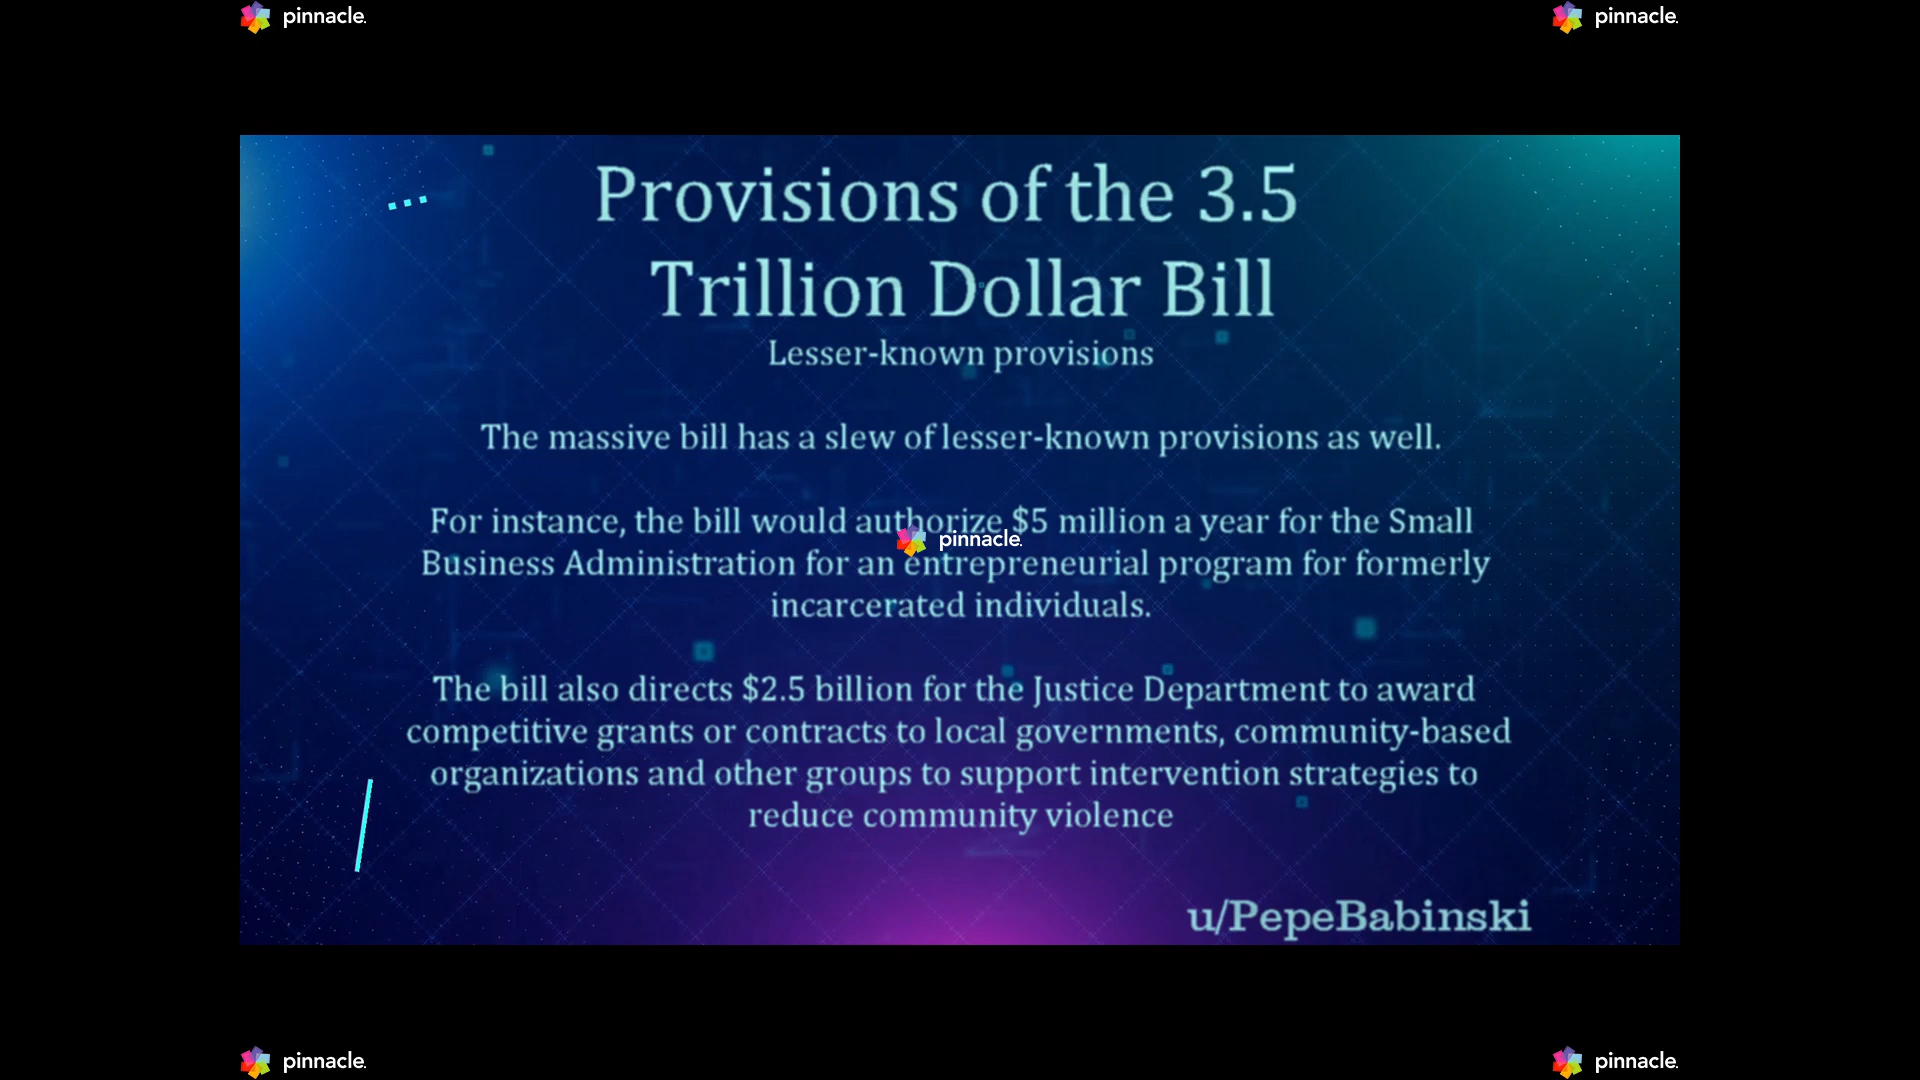 pinnacle.
pinnacle.
Provisions of the 3.5
Trillion Dollar Bill
Lesser-known provisions
The massive bill has a slew of lesser-known provisions as well.
For instance, the bill would authorize $5 million a year for the Small
pinnacle.
Business Administration for an entrepreneurial program for formerly
incarcerated individuals.
The bill also directs $2.5 billion for the Justice Department to award
competitive grants or contracts to local governments, community-based
organizations and other groups to support intervention strategies to
reduce community violence
u/PepeBabinski
pinnacle.
pinnacle.